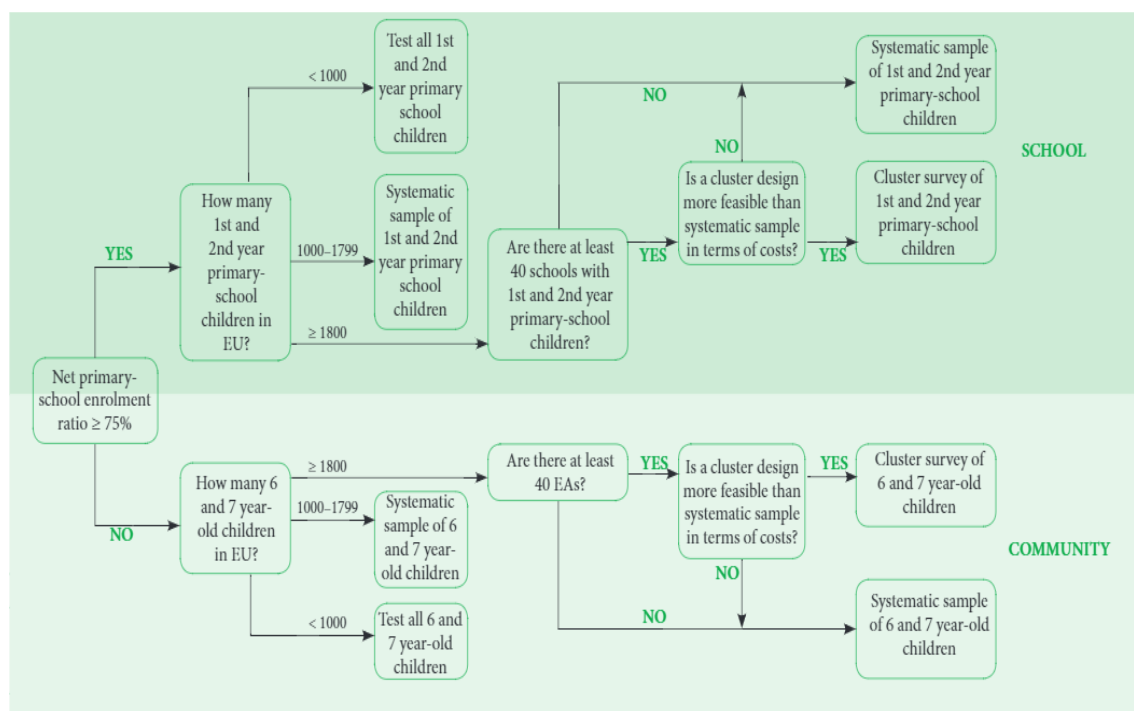 Test all 1st
and 2nd
year primary
school
children
< 1000
Systematic
sample of
1st and 2nd
year primary
school
children
1000–1799
How many
1st and
2nd year
primary-
school
children in
EU?
≥ 1800
YES
Are there at least
40 schools with
1st and 2nd year
primary-school
children?
NO
YES
Is a cluster design
more feasible than
systematic sample
in terms of costs?
NO
YES
Systematic sample
of 1st and 2nd year
primary-school
children
Cluster survey of
1st and 2nd year
primary-school
children
SCHOOL
Net primary-
school enrolment
ratio ≥ 75%
NO
How many 6
and 7 year-
old children
in EU?
≥ 1800
1000–1799
Systematic
sample of 6
and 7 year-
old children
< 1000
Test all 6 and
7 year-old
children
Are there at least
40 EAs?
YES
NO
Is a cluster design
more feasible than
systematic sample
in terms of costs?
YES
NO
Cluster survey of
6 and 7 year-old
children
Systematic sample
of 6 and 7 year-old
children
COMMUNITY